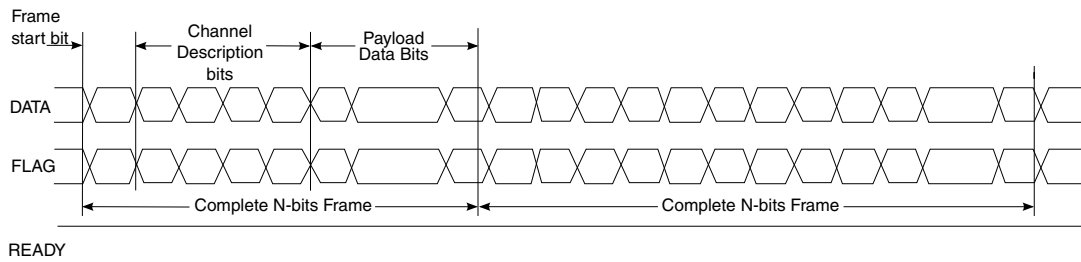 Frame
start bit
Channel
Description
bits
Payload
Data Bits
DATA
FLAG
Complete N-bits Frame
Complete N-bits Frame
READY